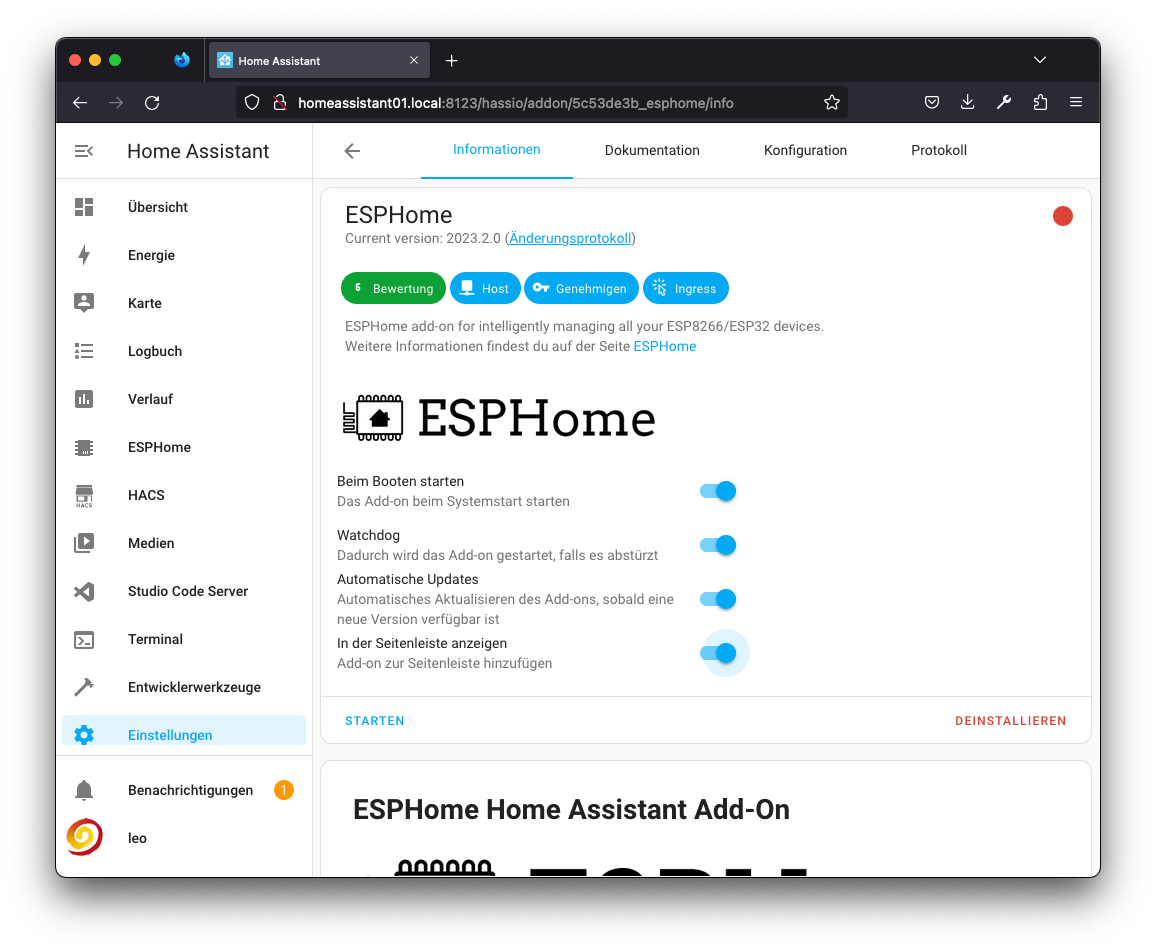 Home Assistant
homeassistant01.local:8123/hassio/addon/5c53de3b_esphome/info
Home Assistant
Informationen
Dokumentation
Konfiguration
Protokoll
Übersicht
Energie
Karte
Logbuch
Verlauf
ESPHome
HACS
HACS
Medien
Studio Code Server
Terminal
Entwicklerwerkzeuge
Einstellungen
Benachrichtigungen 1
leo
ESPHome
Current version: 2023.2.0 (Änderungsprotokoll)
6 Bewertung
Host
Genehmigen
Ingress
ESPHome add-on for intelligently managing all your ESP8266/ESP32 devices.
Weitere Informationen findest du auf der Seite ESPHome
ESPHome
Beim Booten starten
Das Add-on beim Systemstart starten
Watchdog
Dadurch wird das Add-on gestartet, falls es abstürzt
Automatische Updates
Automatisches Aktualisieren des Add-ons, sobald eine
neue Version verfügbar ist
In der Seitenleiste anzeigen
Add-on zur Seitenleiste hinzufügen
STARTEN
DEINSTALLIEREN
ESPHome Home Assistant Add-On